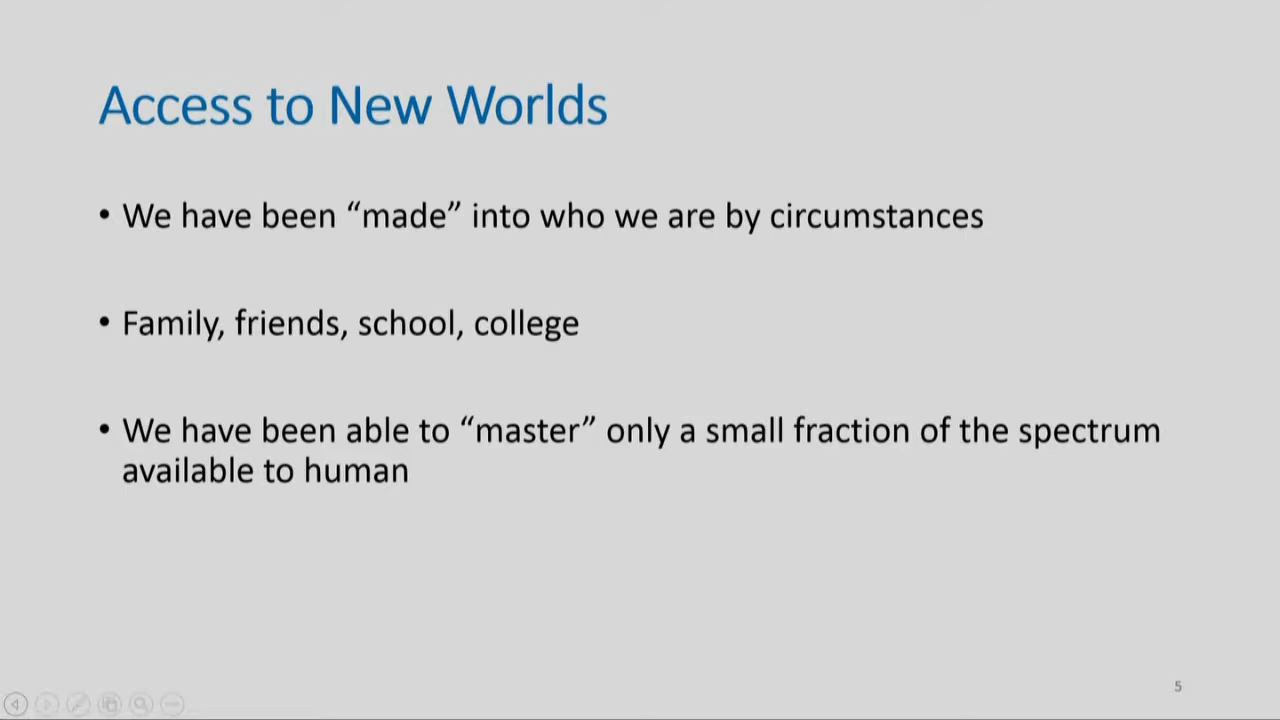 Access to New Worlds
• We have been “made” into who we are by circumstances
• Family, friends, school, college
• We have been able to “master” only a small fraction of the spectrum
available to human
5